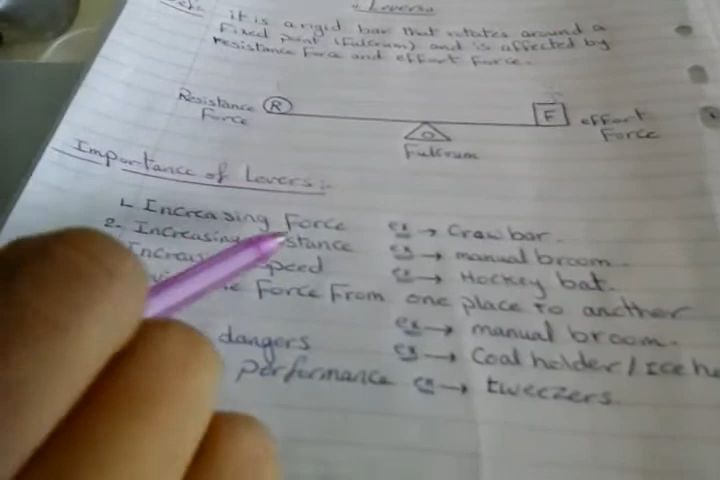 Levers
Def: it is a rigid bar that rotates around a
fixed point (fulcrum) and is affected by
resistance force and effort force.
Resistance Force
R
F
effort Force
O
Fulcrum
Importance of Levers:-
1- Increasing Force ex → Crowbar.
2- Increasing stance ex → manual broom.
Increas speed ex → Hockey bat.
Force From one place to another
ex → manual broom.
dangers ex → Coal holder / Ice
performance ex → tweezers.